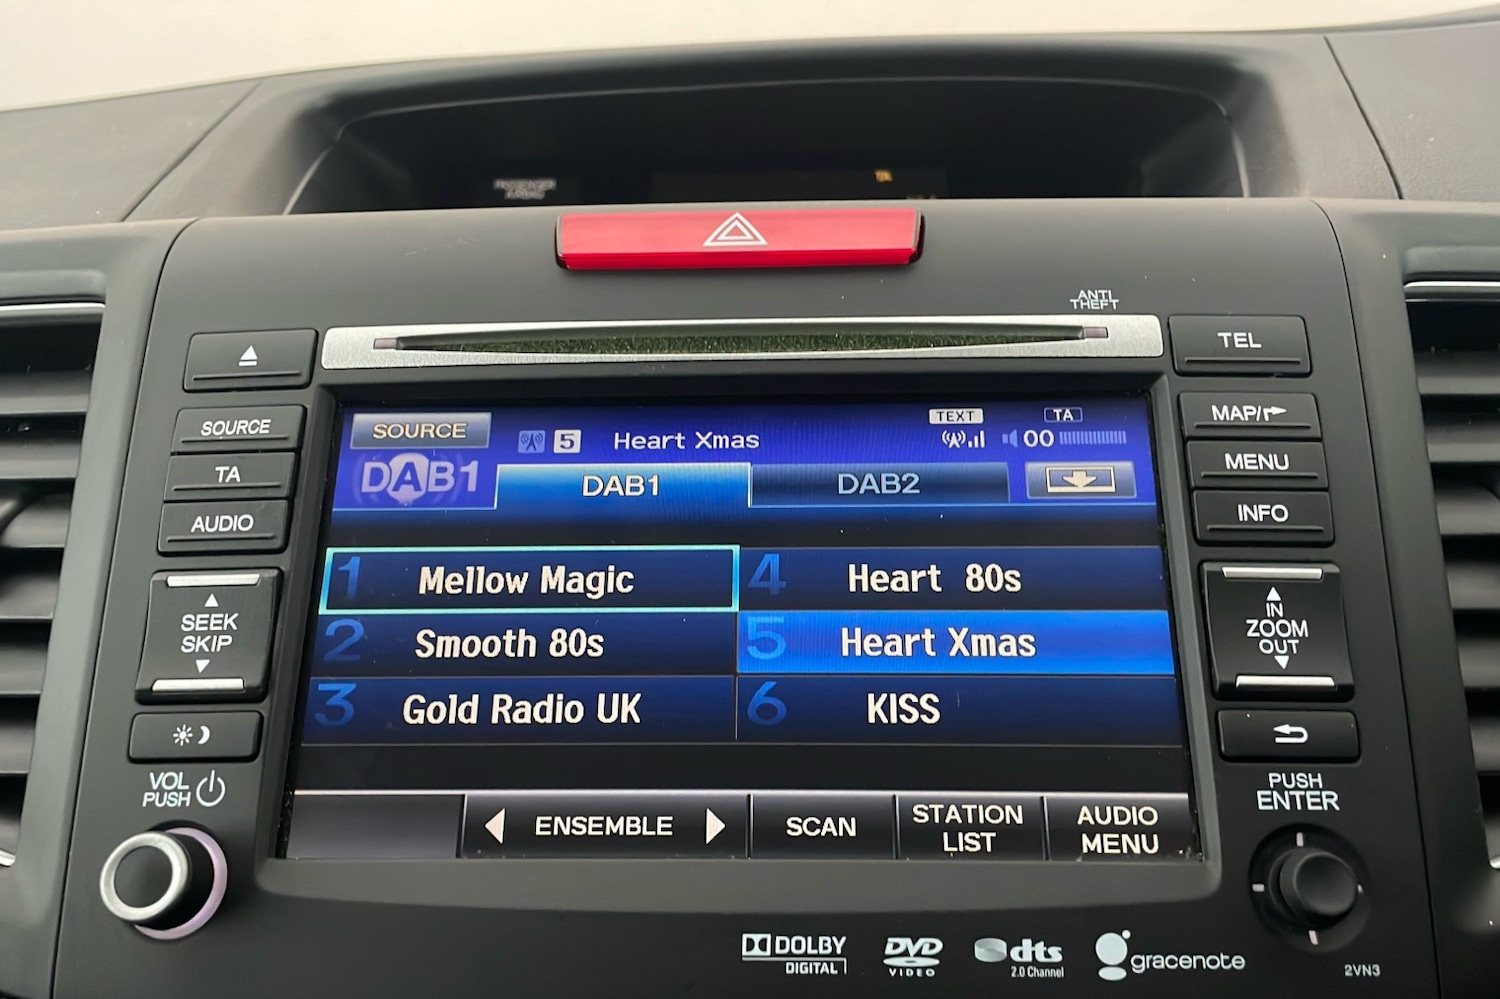 PASSENGER
AIRBAG
ANTI
THEFT
TEL
SOURCE
TA
AUDIO
SEEK
SKIP
VOL
PUSH
MAP/
MENU
INFO
IN
ZOOM
OUT
PUSH
ENTER
SOURCE
5 Heart Xmas
TEXT
TA
00
DAB1
DAB1
DAB2
1 Mellow Magic
2 Smooth 80s
3 Gold Radio UK
4 Heart 80s
5 Heart Xmas
6 KISS
ENSEMBLE
SCAN
STATION
LIST
AUDIO
MENU
DOLBY
DIGITAL
DVD
VIDEO
dts
2.0 Channel
gracenote
2VN3